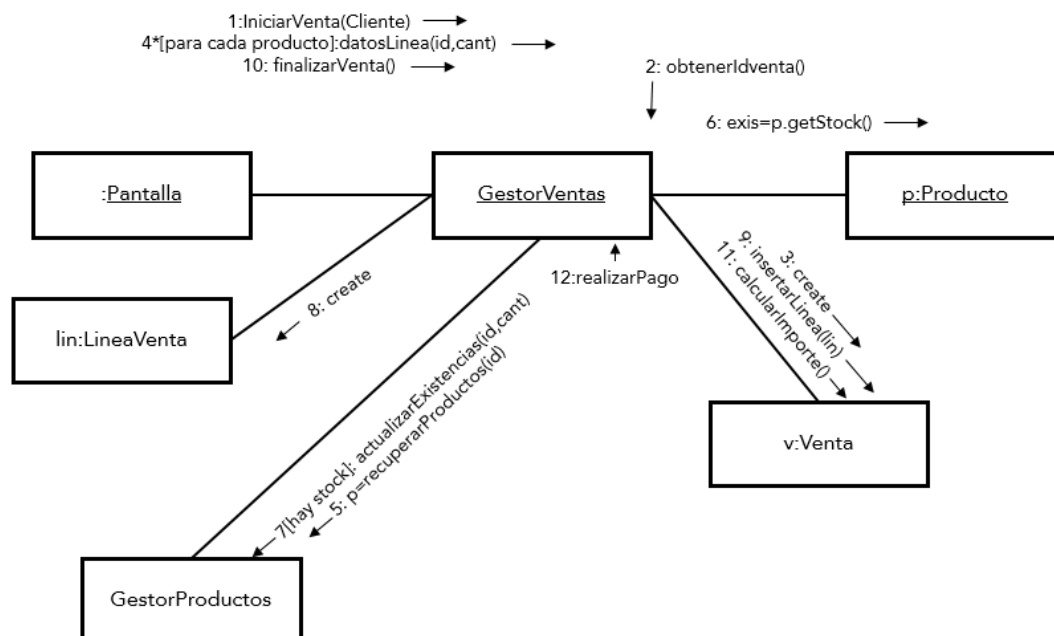 1:IniciarVenta(Cliente)
4*[para cada producto]:datosLinea(id,cant)
10: finalizarVenta()
2: obtenerIdventa()
6: exis=p.getStock()
:Pantalla
GestorVentas
p:Producto
12:realizarPago
3: create
9: insertarLinea(lin)
11: calcularImporte()
8: create
lin:LineaVenta
7[hay stock]: actualizarExistencias(id,cant)
5: p=recuperarProductos(id)
v:Venta
GestorProductos